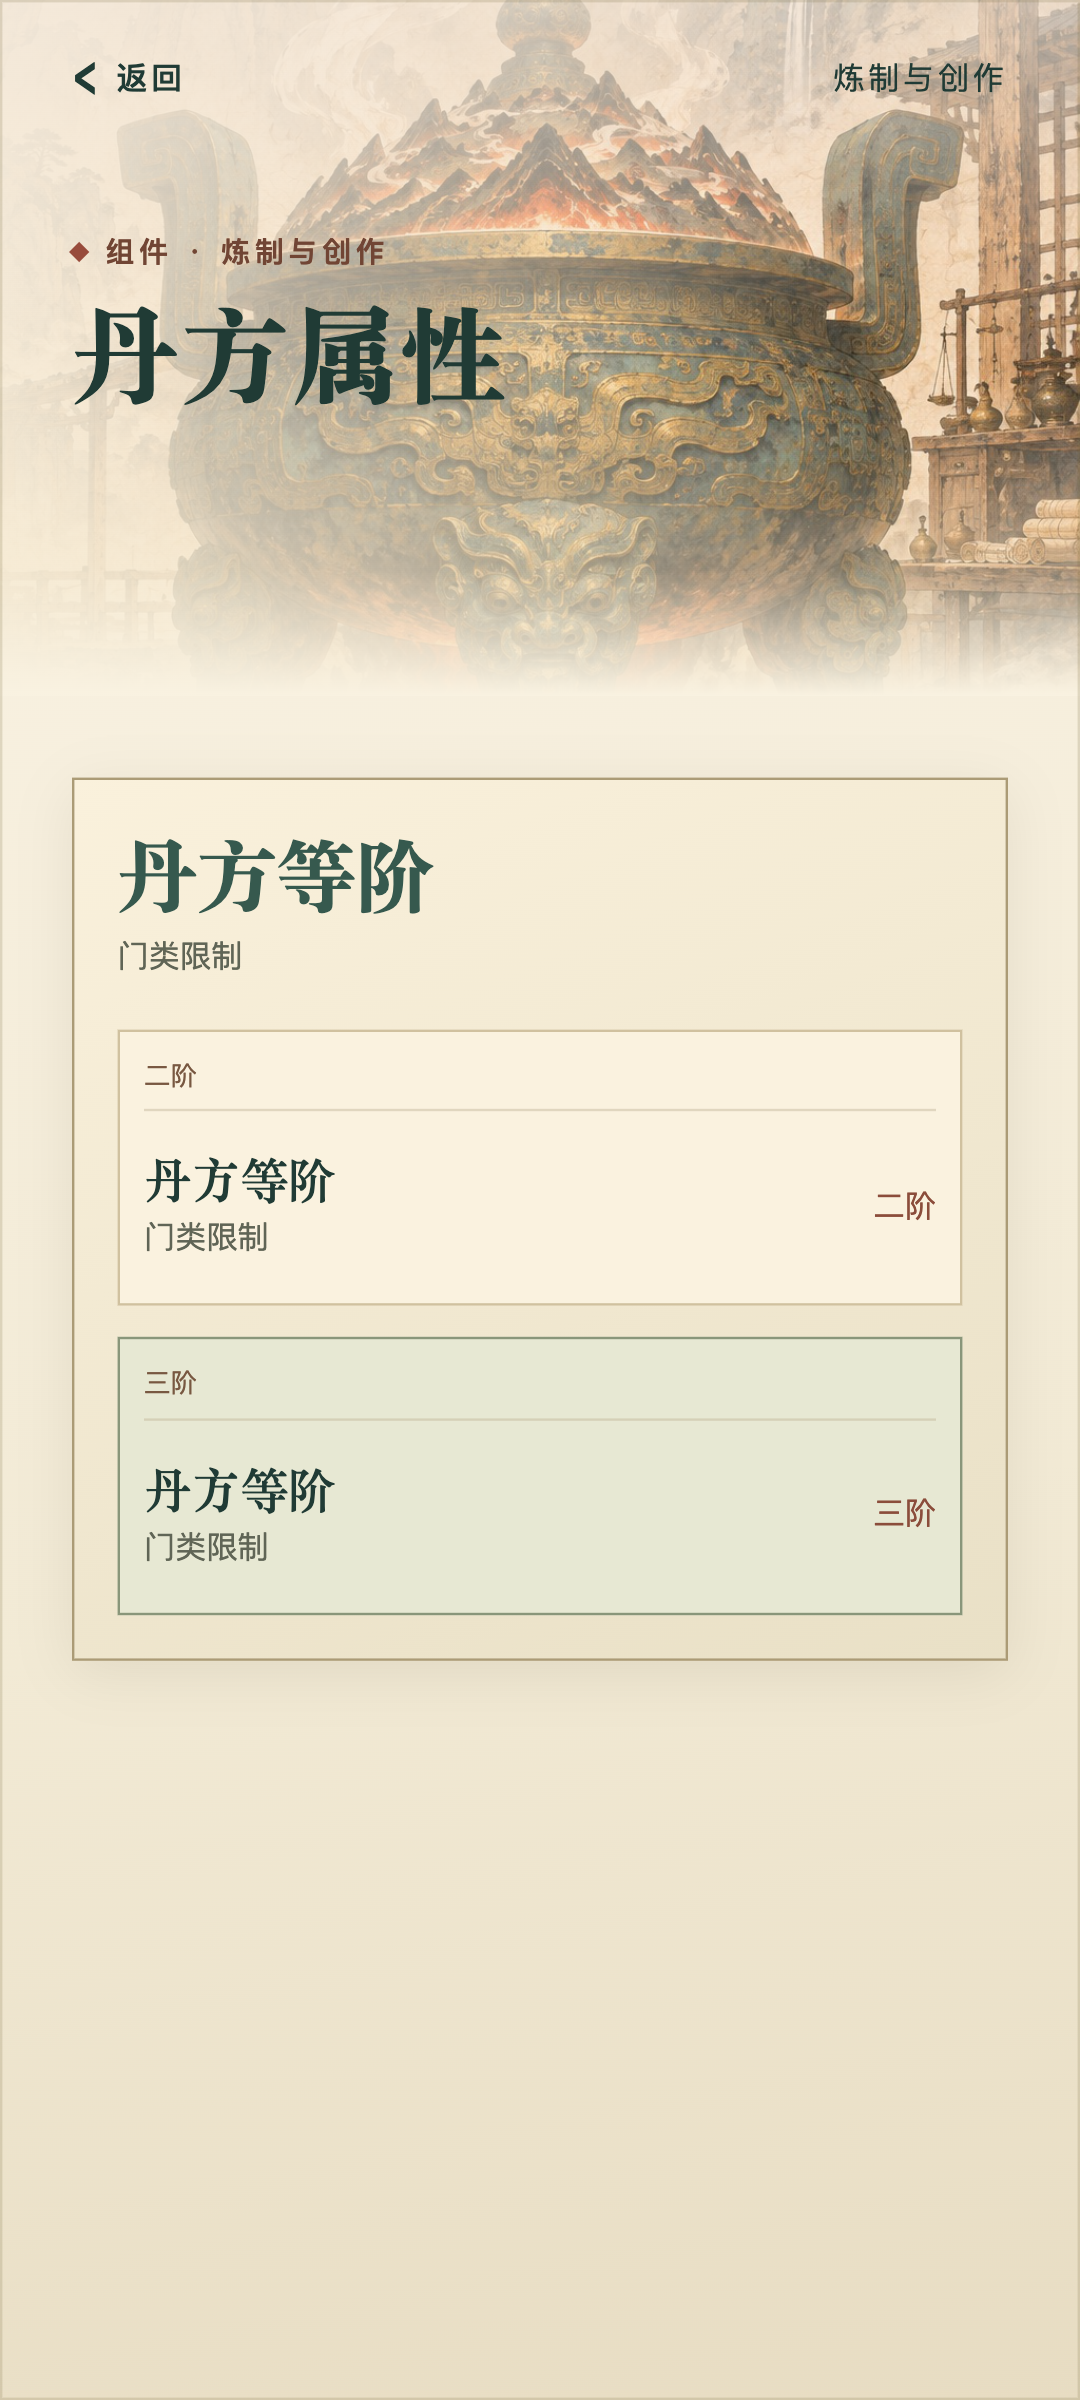 返回
炼制与创作
组件 · 炼制与创作
丹方属性
丹方等阶
门类限制
二阶
丹方等阶
门类限制
二阶
三阶
丹方等阶
门类限制
三阶